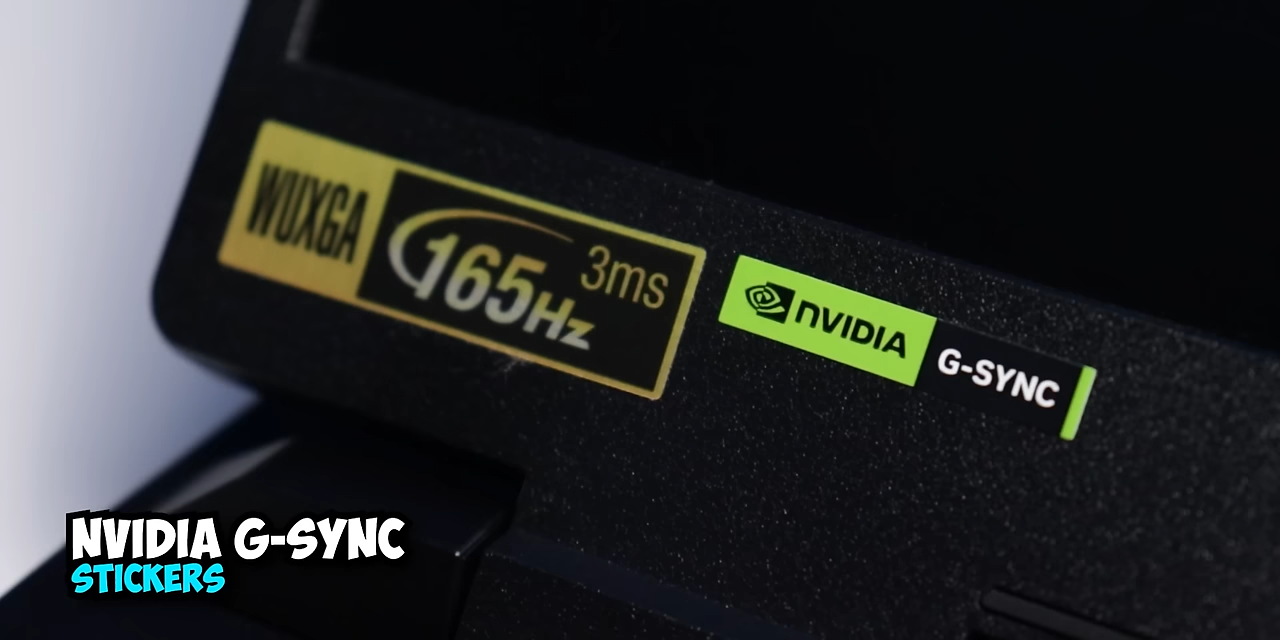 WUXGA
165Hz
3ms
NVIDIA
G-SYNC
NVIDIA G-SYNC
STICKERS